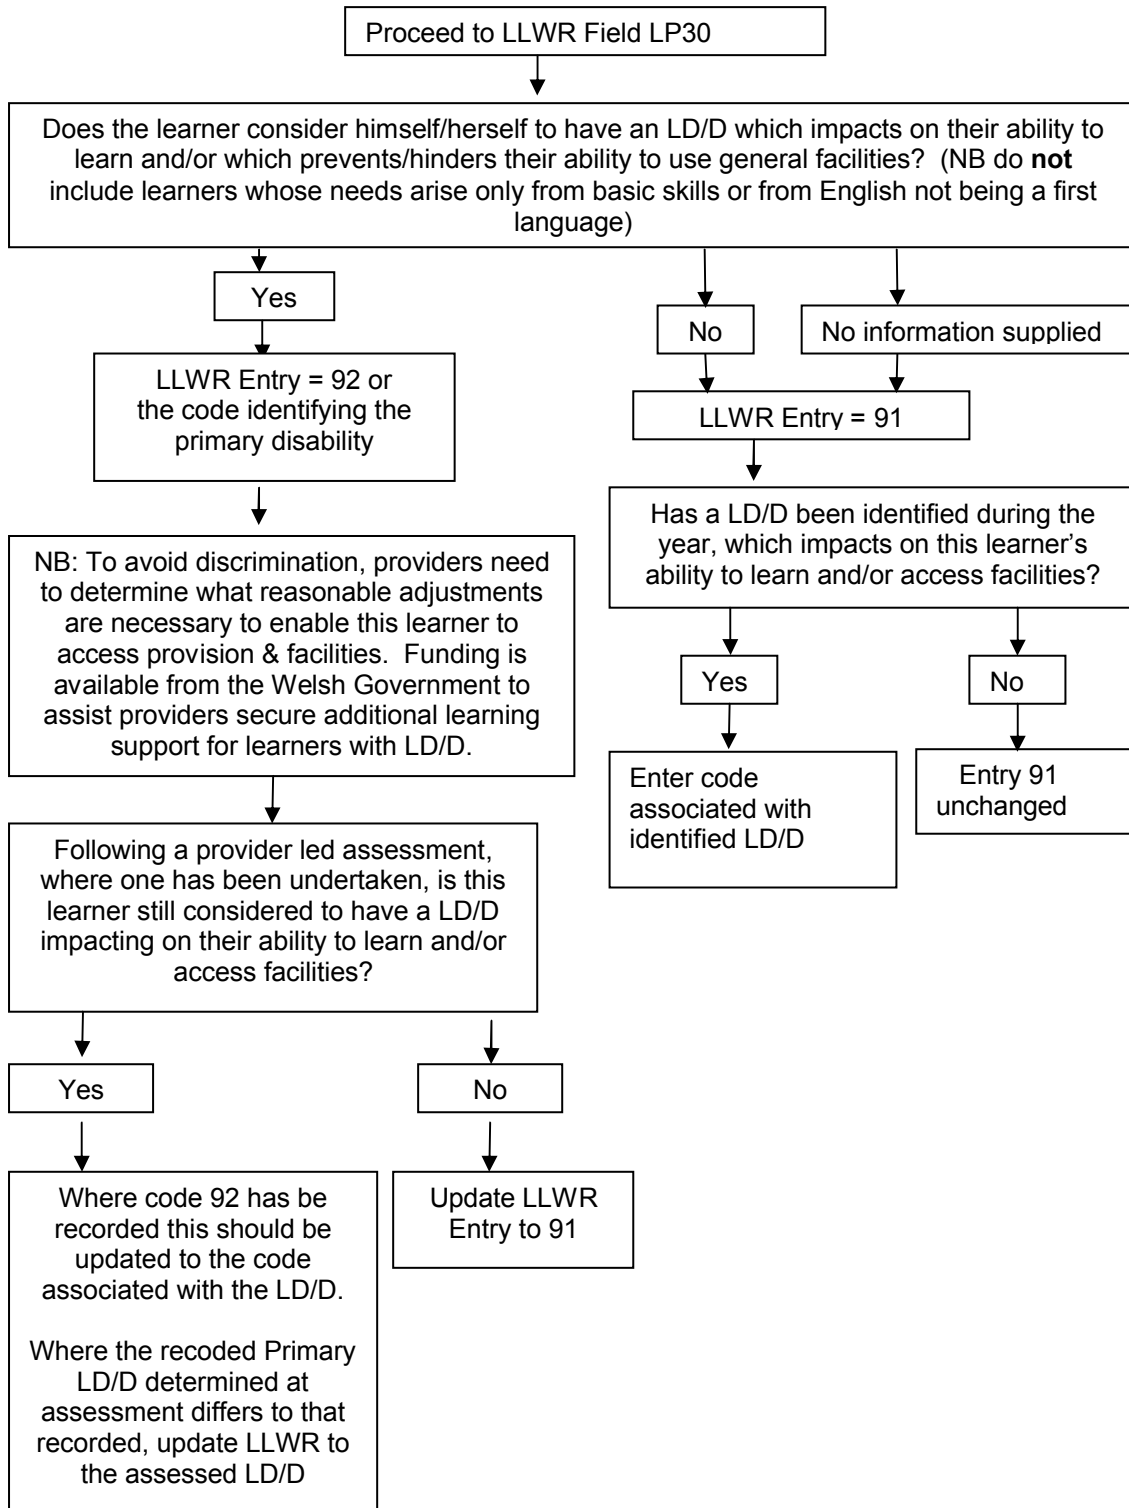 Proceed to LLWR Field LP30
Does the learner consider himself/herself to have an LD/D which impacts on their ability to
learn and/or which prevents/hinders their ability to use general facilities? (NB do not
include learners whose needs arise only from basic skills or from English not being a first
language)
Yes
No
No information supplied
LLWR Entry = 92 or
the code identifying the
primary disability
LLWR Entry = 91
Has a LD/D been identified during the
year, which impacts on this learner’s
ability to learn and/or access facilities?
NB: To avoid discrimination, providers need
to determine what reasonable adjustments
are necessary to enable this learner to
access provision & facilities. Funding is
available from the Welsh Government to
assist providers secure additional learning
support for learners with LD/D.
Yes
No
Enter code
associated with
identified LD/D
Entry 91
unchanged
Following a provider led assessment,
where one has been undertaken, is this
learner still considered to have a LD/D
impacting on their ability to learn and/or
access facilities?
Yes
No
Where code 92 has be
recorded this should be
updated to the code
associated with the LD/D.
Where the recoded Primary
LD/D determined at
assessment differs to that
recorded, update LLWR to
the assessed LD/D
Update LLWR
Entry to 91